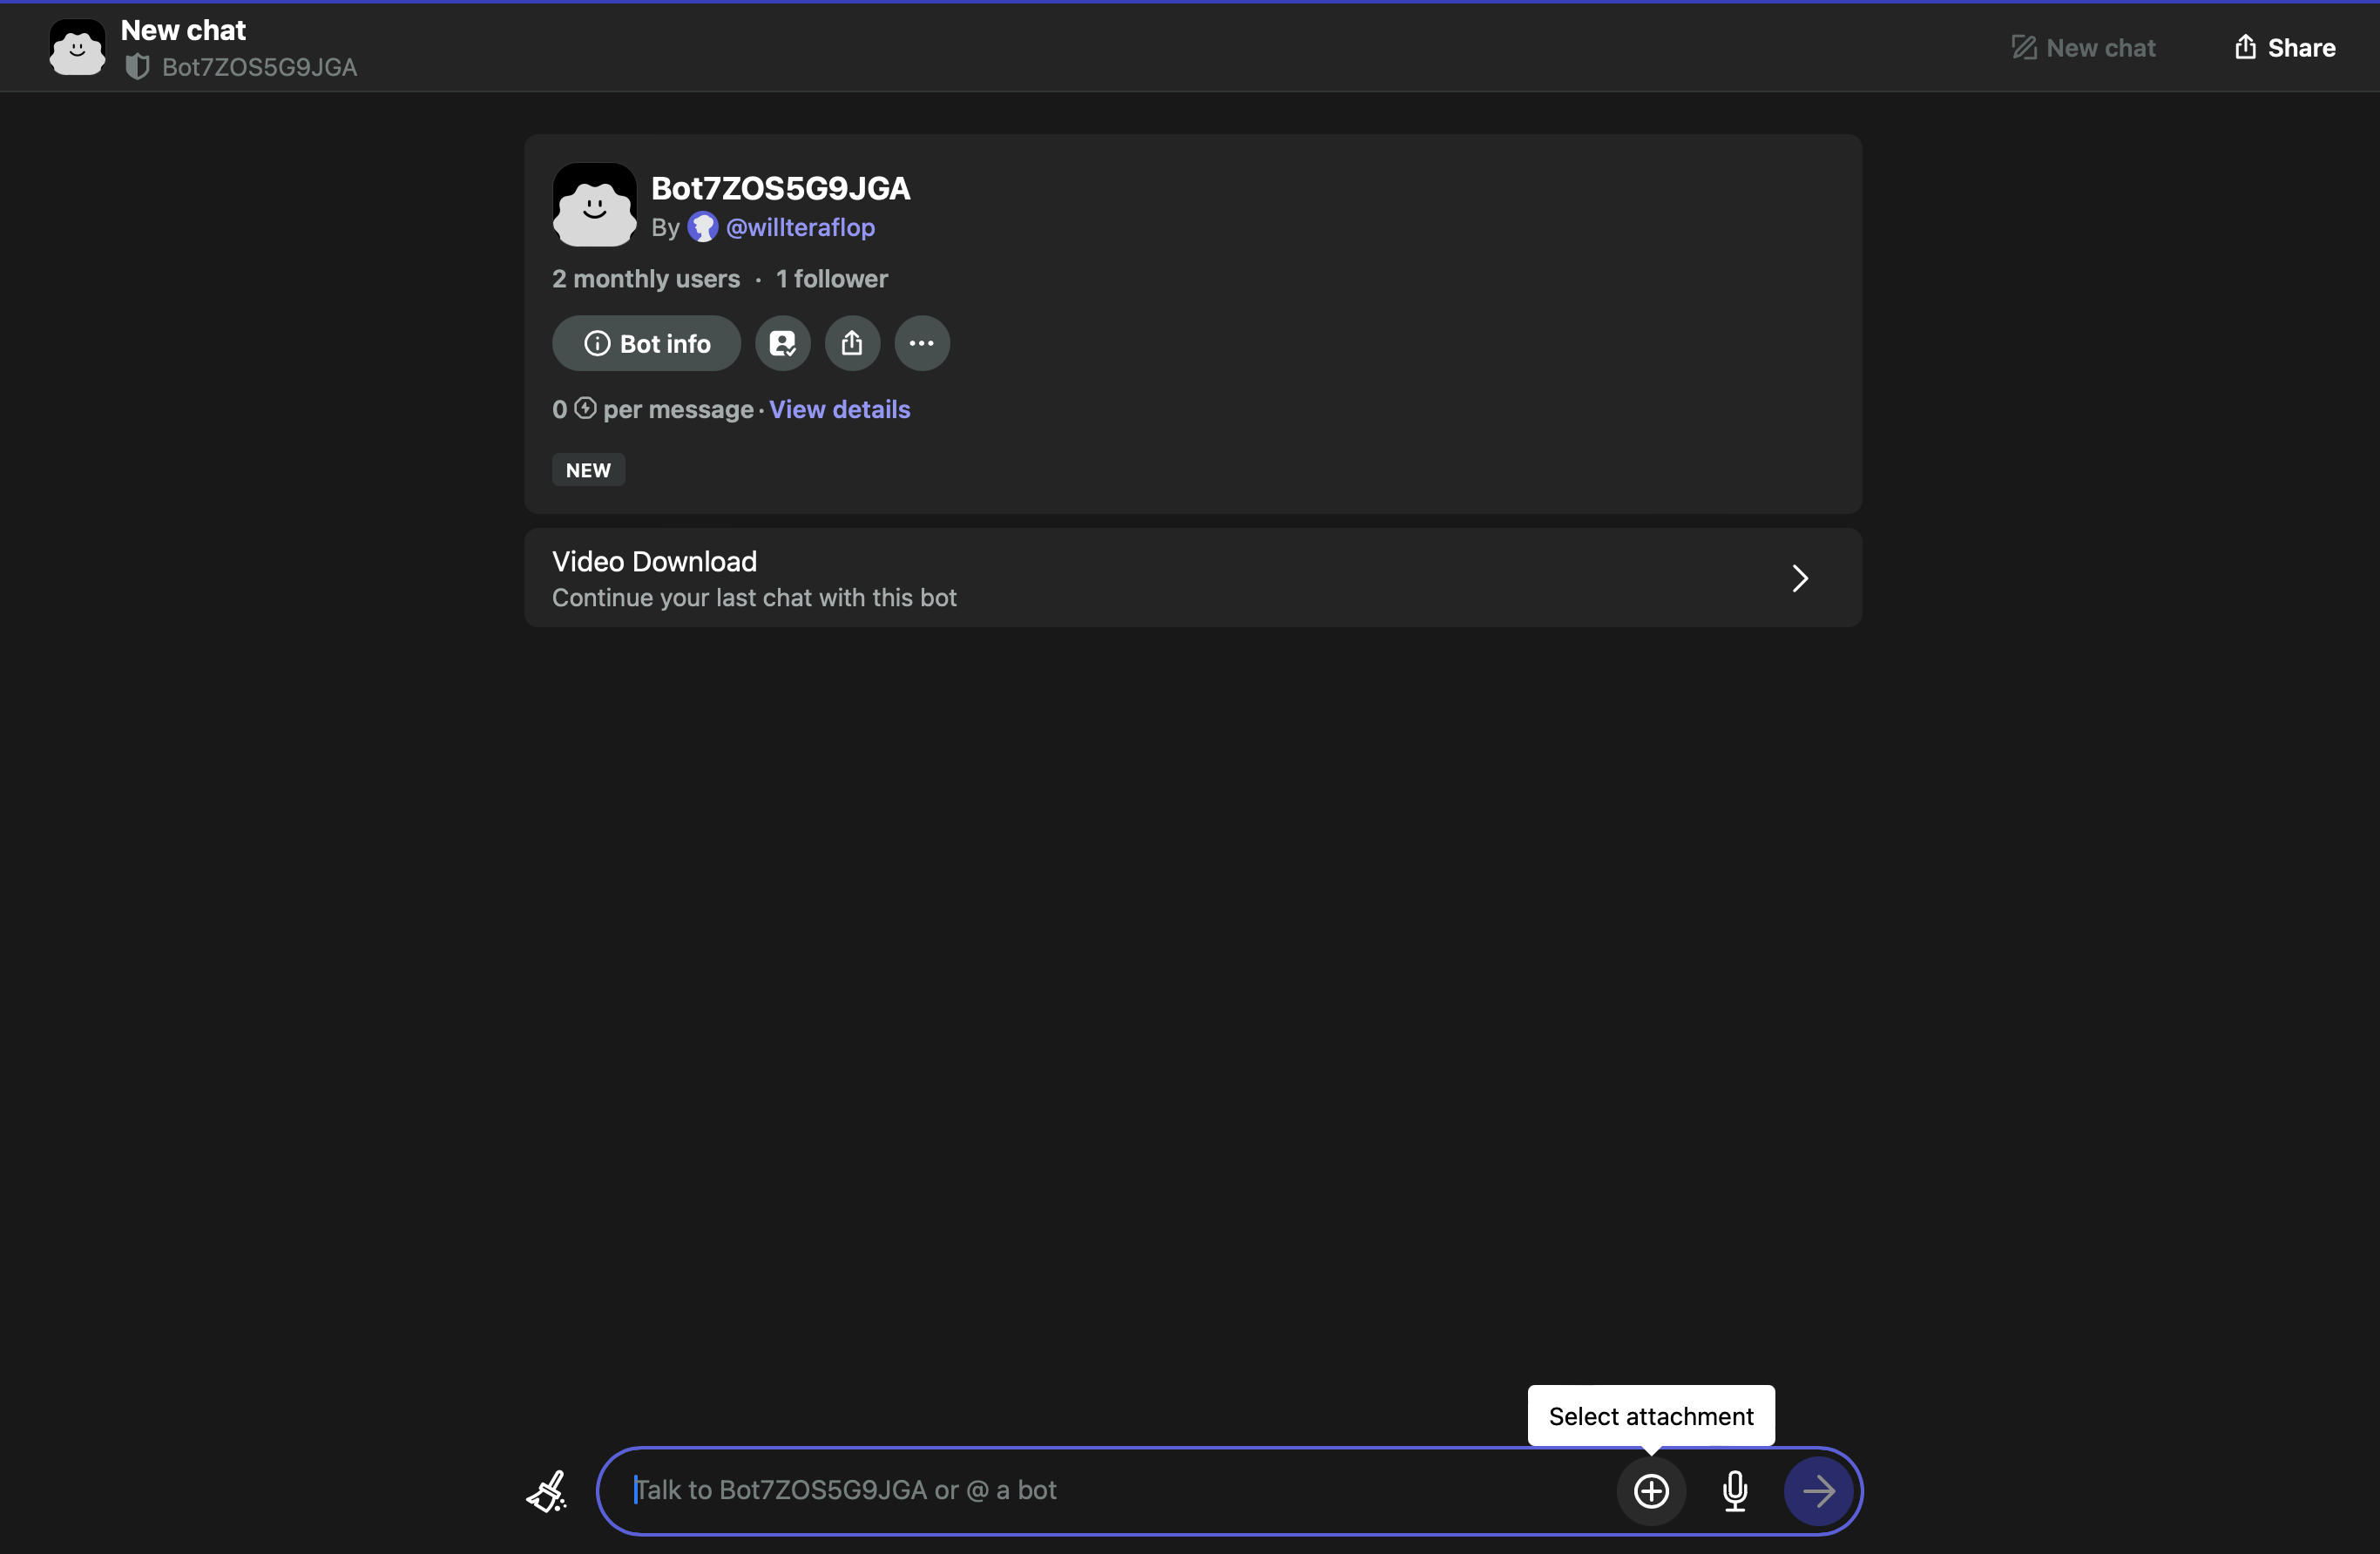 New chat
Bot7ZOS5G9JGA
New chat
Share
Bot7ZOS5G9JGA
By @willteraflop
2 monthly users · 1 follower
Bot info
0 per message · View details
NEW
Video Download
Continue your last chat with this bot
Select attachment
Talk to Bot7ZOS5G9JGA or @ a bot